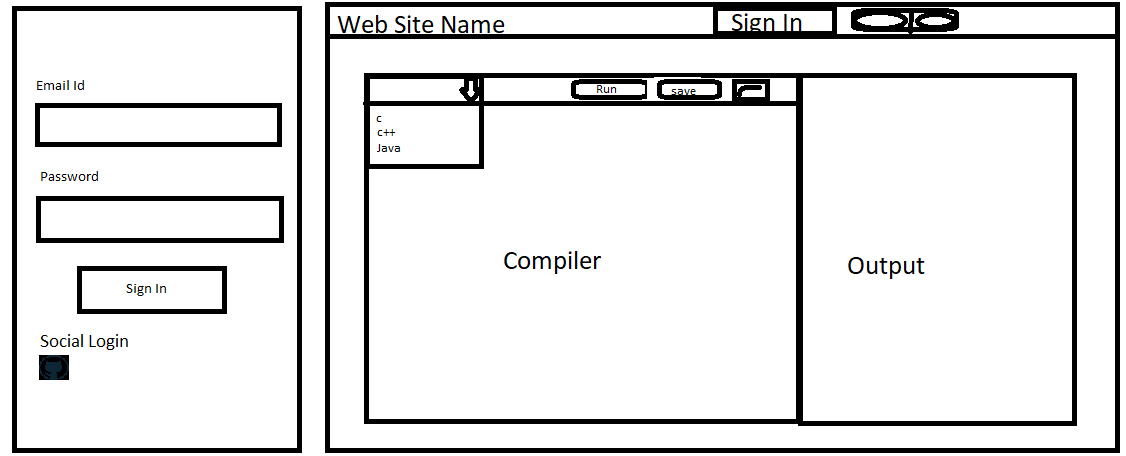 Email Id
Password
Sign In
Social Login
Web Site Name
Sign In
Run
save
c
c++
Java
Compiler
Output